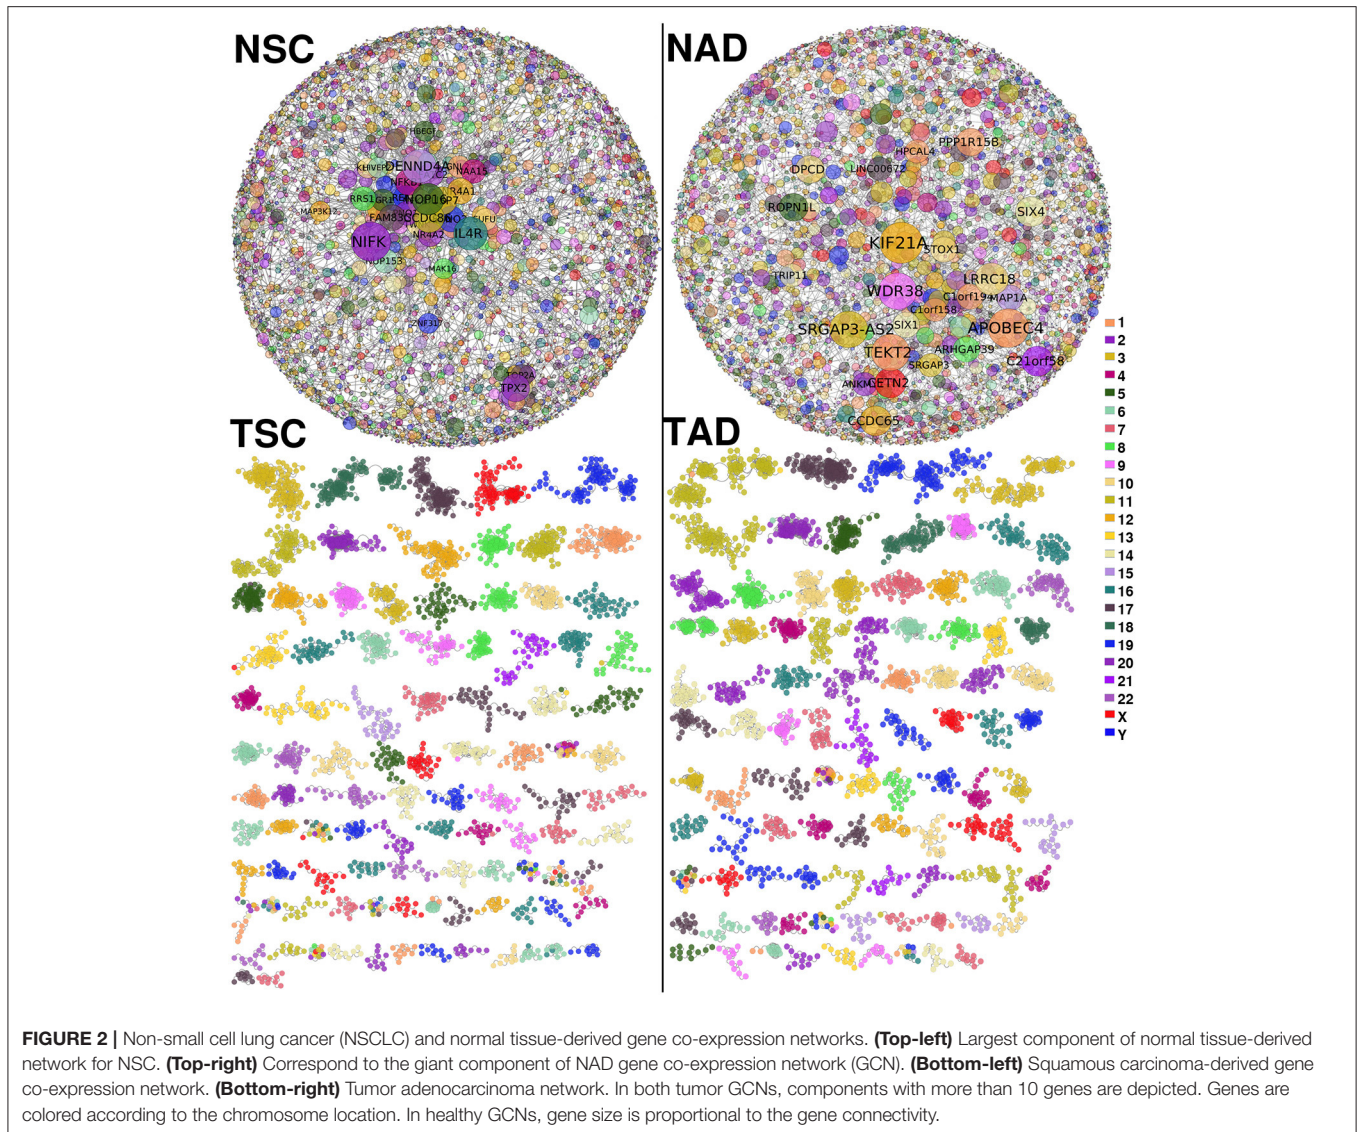 NSC
NAD
HBEGF
DENND4A
NAA15
NR4A1
RRS1
NOP16
MAP3K12
FAM83
CCDC86
SUFU
NIFK
NR4A2
IL4R
NUP153
MAK16
ZNF317
TOP2A
TPX2
PPP1R15B
HPCAL4
DPCD
LINC00672
ROPN1L
SIX4
KIF21A
STOX1
TRIP11
LRRC18
WDR38
C1orf194
MAP1A
C1orf158
SRGAP3-AS2
SIX1
APOBEC4
TEKT2
ARHGAP39
SRGAP3
C21orf58
CETN2
CCDC65
TSC
TAD
1
2
3
4
5
6
7
8
9
10
11
12
13
14
15
16
17
18
19
20
21
22
X
Y
FIGURE 2 | Non-small cell lung cancer (NSCLC) and normal tissue-derived gene co-expression networks. (Top-left) Largest component of normal tissue-derived
network for NSC. (Top-right) Correspond to the giant component of NAD gene co-expression network (GCN). (Bottom-left) Squamous carcinoma-derived gene
co-expression network. (Bottom-right) Tumor adenocarcinoma network. In both tumor GCNs, components with more than 10 genes are depicted. Genes are
colored according to the chromosome location. In healthy GCNs, gene size is proportional to the gene connectivity.